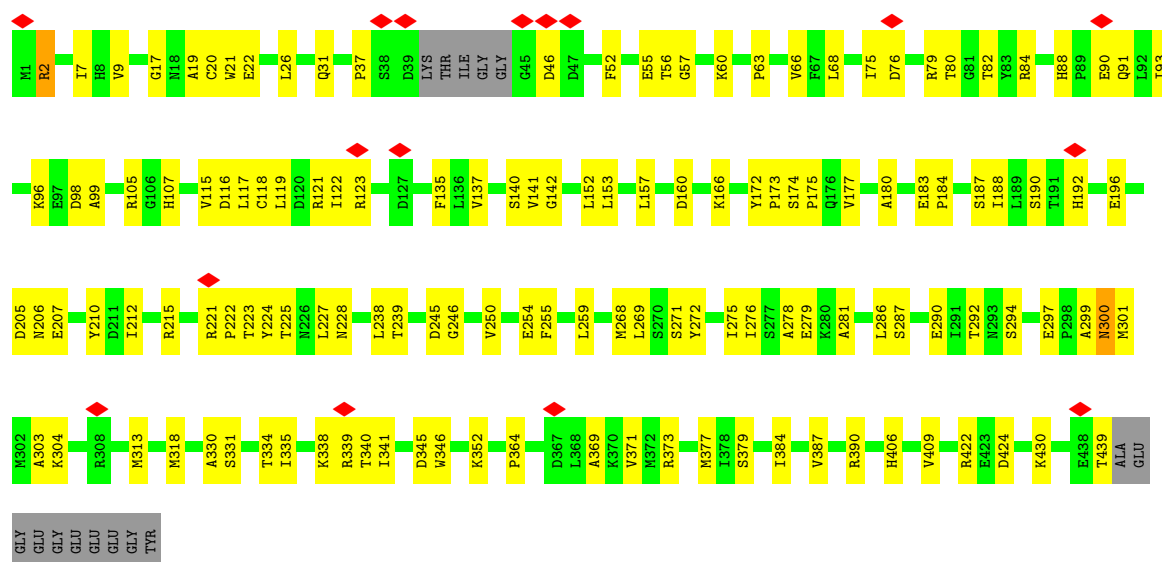 M1 R2 I7 H8 V9 G17 N18 A19 C20 W21 E22 L26 Q31 P37 S38 D39 LYS THR ILE GLY GLY G45 D46 D47 F52 E55 T56 G57 K60 P63 V66 F67 L68 I75 D76 R79 T80 G81 T82 Y83 R84 H88 P89 E90 Q91 L92 I93
K96 E97 D98 A99 R105 G106 H107 V115 D116 L117 C118 L119 D120 R121 I122 R123 D127 F135 L136 V137 S140 V141 G142 L152 L153 L157 D160 K166 Y172 P173 S174 P175 Q176 V177 A180 E183 P184 S187 I188 L189 S190 T191 H192 E196
D205 N206 E207 Y210 D211 I212 R215 R221 P222 T223 Y224 T225 N226 L227 N228 L238 T239 D245 G246 V250 E254 F255 L259 M268 L269 S270 S271 Y272 I275 I276 S277 A278 E279 K280 A281 L286 S287 E290 I291 T292 N293 S294 E297 P298 A299 N300 M301
M302 A303 K304 R308 M313 M318 A330 S331 T334 I335 K338 R339 T340 I341 D345 W346 K352 P364 D367 L368 A369 K370 V371 M372 R373 M377 I378 S379 I384 V387 R390 H406 V409 R422 E423 D424 K430 E438 T439 ALA GLU
GLY GLU GLY GLU GLU GLU GLY TYR